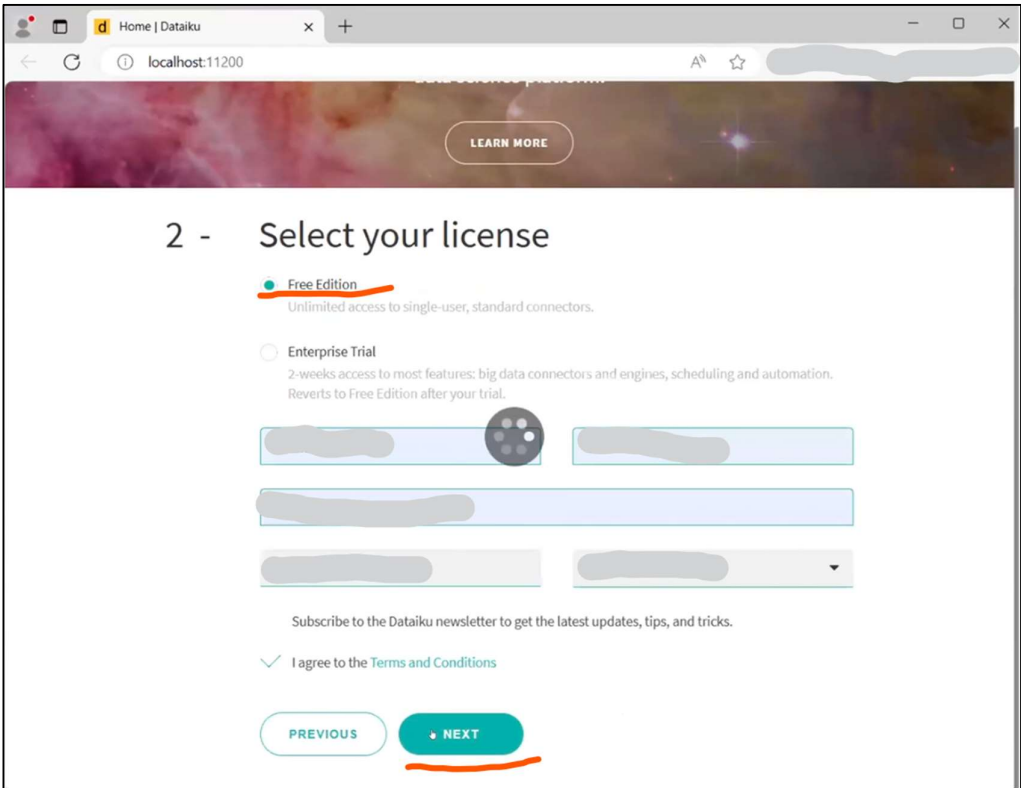 Home | Dataiku
localhost:11200
data science platform.
LEARN MORE
2 - Select your license
Free Edition
Unlimited access to single-user, standard connectors.
Enterprise Trial
2-weeks access to most features: big data connectors and engines, scheduling and automation.
Reverts to Free Edition after your trial.
Subscribe to the Dataiku newsletter to get the latest updates, tips, and tricks.
I agree to the Terms and Conditions
PREVIOUS NEXT